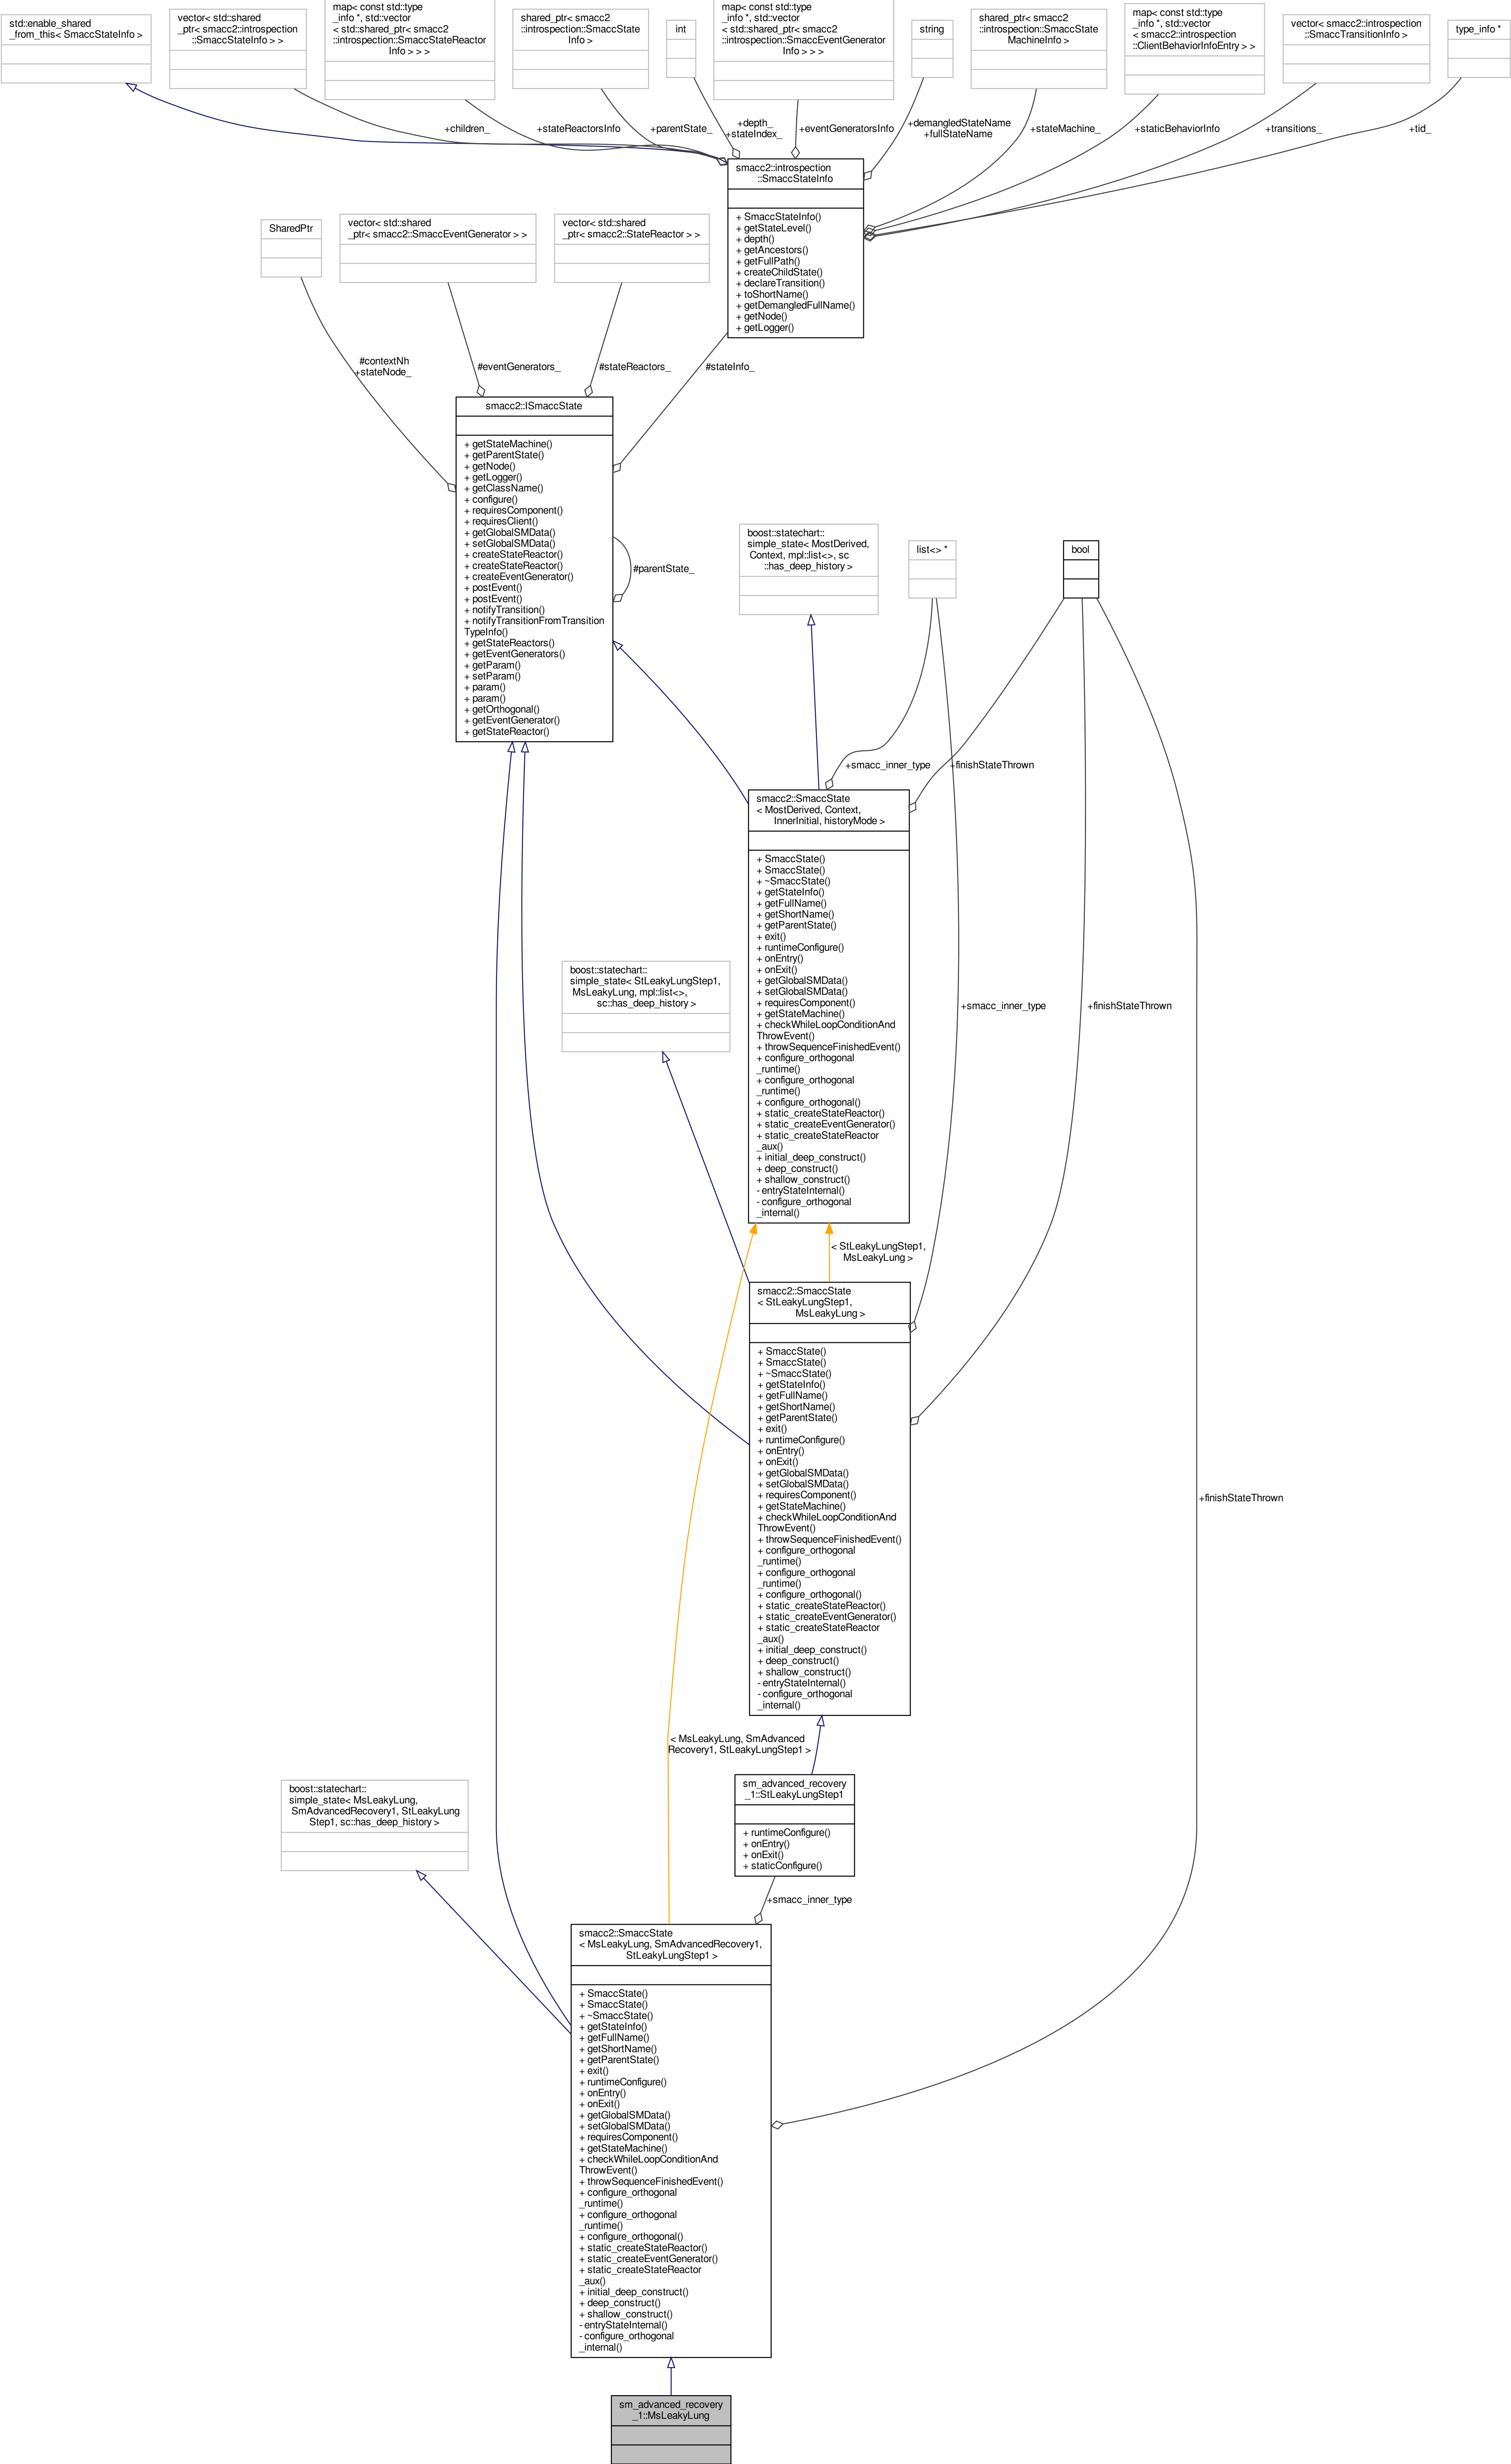 std::enable_shared
_from_this< SmaccStateInfo >
vector< std::shared
_ptr< smacc2::introspection
::SmaccStateInfo > >
map< const std::type
_info *, std::vector
< std::shared_ptr< smacc2
::introspection::SmaccStateReactor
Info > > >
shared_ptr< smacc2
::introspection::SmaccState
Info >
int
map< const std::type
_info *, std::vector
< std::shared_ptr< smacc2
::introspection::SmaccEventGenerator
Info > > >
string
shared_ptr< smacc2
::introspection::SmaccState
MachineInfo >
map< const std::type
_info *, std::vector
< smacc2::introspection
::ClientBehaviorInfoEntry > >
vector< smacc2::introspection
::SmaccTransitionInfo >
type_info *
+children_
+stateReactorsInfo
+parentState_
+depth_
+stateIndex_
+eventGeneratorsInfo
+demangledStateName
+fullStateName
+stateMachine_
+staticBehaviorInfo
+transitions_
+tid_
smacc2::introspection
::SmaccStateInfo
+ SmaccStateInfo()
+ getStateLevel()
+ depth()
+ getAncestors()
+ getFullPath()
+ createChildState()
+ declareTransition()
+ toShortName()
+ getDemangledFullName()
+ getNode()
+ getLogger()
SharedPtr
vector< std::shared
_ptr< smacc2::SmaccEventGenerator > >
vector< std::shared
_ptr< smacc2::StateReactor > >
#contextNh
+stateNode_
#eventGenerators_
#stateReactors_
#stateInfo_
smacc2::ISmaccState
+ getStateMachine()
+ getParentState()
+ getNode()
+ getLogger()
+ getClassName()
+ configure()
+ requiresComponent()
+ requiresClient()
+ getGlobalSMData()
+ setGlobalSMData()
+ createStateReactor()
+ createStateReactor()
+ createEventGenerator()
+ postEvent()
+ postEvent()
+ notifyTransition()
+ notifyTransitionFromTransition
TypeInfo()
+ getStateReactors()
+ getEventGenerators()
+ getParam()
+ setParam()
+ param()
+ param()
+ getOrthogonal()
+ getEventGenerator()
+ getStateReactor()
#parentState_
boost::statechart::
simple_state< MostDerived,
Context, mpl::list<>, sc
::has_deep_history >
list<> *
bool
+smacc_inner_type
+finishStateThrown
smacc2::SmaccState
< MostDerived, Context,
InnerInitial, historyMode >
+ SmaccState()
+ SmaccState()
+ ~SmaccState()
+ getStateInfo()
+ getFullName()
+ getShortName()
+ getParentState()
+ exit()
+ runtimeConfigure()
+ onEntry()
+ onExit()
+ getGlobalSMData()
+ setGlobalSMData()
+ requiresComponent()
+ getStateMachine()
+ checkWhileLoopConditionAnd
ThrowEvent()
+ throwSequenceFinishedEvent()
+ configure_orthogonal
_runtime()
+ configure_orthogonal
_runtime()
+ configure_orthogonal()
+ static_createStateReactor()
+ static_createEventGenerator()
+ static_createStateReactor
_aux()
+ initial_deep_construct()
+ deep_construct()
+ shallow_construct()
- entryStateInternal()
- configure_orthogonal
_internal()
boost::statechart::
simple_state< StLeakyLungStep1,
MsLeakyLung, mpl::list<>,
sc::has_deep_history >
+smacc_inner_type
+finishStateThrown
< StLeakyLungStep1,
MsLeakyLung >
smacc2::SmaccState
< StLeakyLungStep1,
MsLeakyLung >
+ SmaccState()
+ SmaccState()
+ ~SmaccState()
+ getStateInfo()
+ getFullName()
+ getShortName()
+ getParentState()
+ exit()
+ runtimeConfigure()
+ onEntry()
+ onExit()
+ getGlobalSMData()
+ setGlobalSMData()
+ requiresComponent()
+ getStateMachine()
+ checkWhileLoopConditionAnd
ThrowEvent()
+ throwSequenceFinishedEvent()
+ configure_orthogonal
_runtime()
+ configure_orthogonal
_runtime()
+ configure_orthogonal()
+ static_createStateReactor()
+ static_createEventGenerator()
+ static_createStateReactor
_aux()
+ initial_deep_construct()
+ deep_construct()
+ shallow_construct()
- entryStateInternal()
- configure_orthogonal
_internal()
+finishStateThrown
< MsLeakyLung, SmAdvanced
Recovery1, StLeakyLungStep1 >
boost::statechart::
simple_state< MsLeakyLung,
SmAdvancedRecovery1, StLeakyLung
Step1, sc::has_deep_history >
sm_advanced_recovery
_1::StLeakyLungStep1
+ runtimeConfigure()
+ onEntry()
+ onExit()
+ staticConfigure()
+smacc_inner_type
smacc2::SmaccState
< MsLeakyLung, SmAdvancedRecovery1,
StLeakyLungStep1 >
+ SmaccState()
+ SmaccState()
+ ~SmaccState()
+ getStateInfo()
+ getFullName()
+ getShortName()
+ getParentState()
+ exit()
+ runtimeConfigure()
+ onEntry()
+ onExit()
+ getGlobalSMData()
+ setGlobalSMData()
+ requiresComponent()
+ getStateMachine()
+ checkWhileLoopConditionAnd
ThrowEvent()
+ throwSequenceFinishedEvent()
+ configure_orthogonal
_runtime()
+ configure_orthogonal
_runtime()
+ configure_orthogonal()
+ static_createStateReactor()
+ static_createEventGenerator()
+ static_createStateReactor
_aux()
+ initial_deep_construct()
+ deep_construct()
+ shallow_construct()
- entryStateInternal()
- configure_orthogonal
_internal()
sm_advanced_recovery
_1::MsLeakyLung